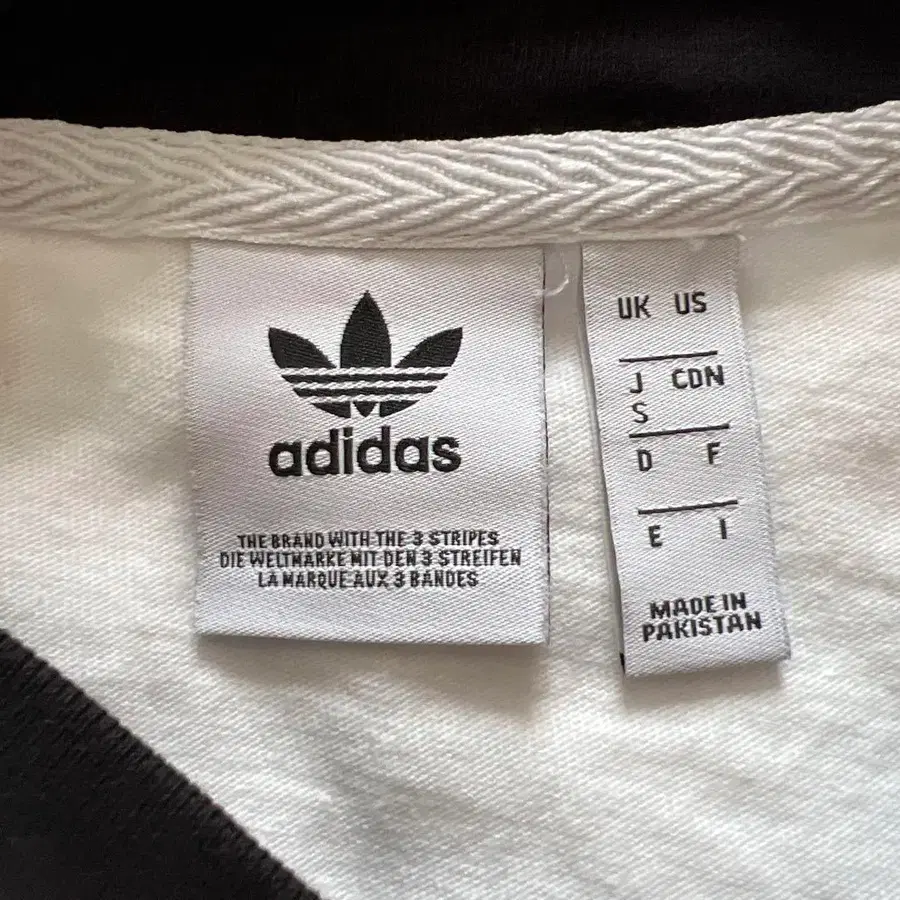 adidas
THE BRAND WITH THE 3 STRIPES
DIE WELTMARKE MIT DEN 3 STREIFEN
LA MARQUE AUX 3 BANDES
UK US
J CDN
S
D F
E I
MADE IN
PAKISTAN